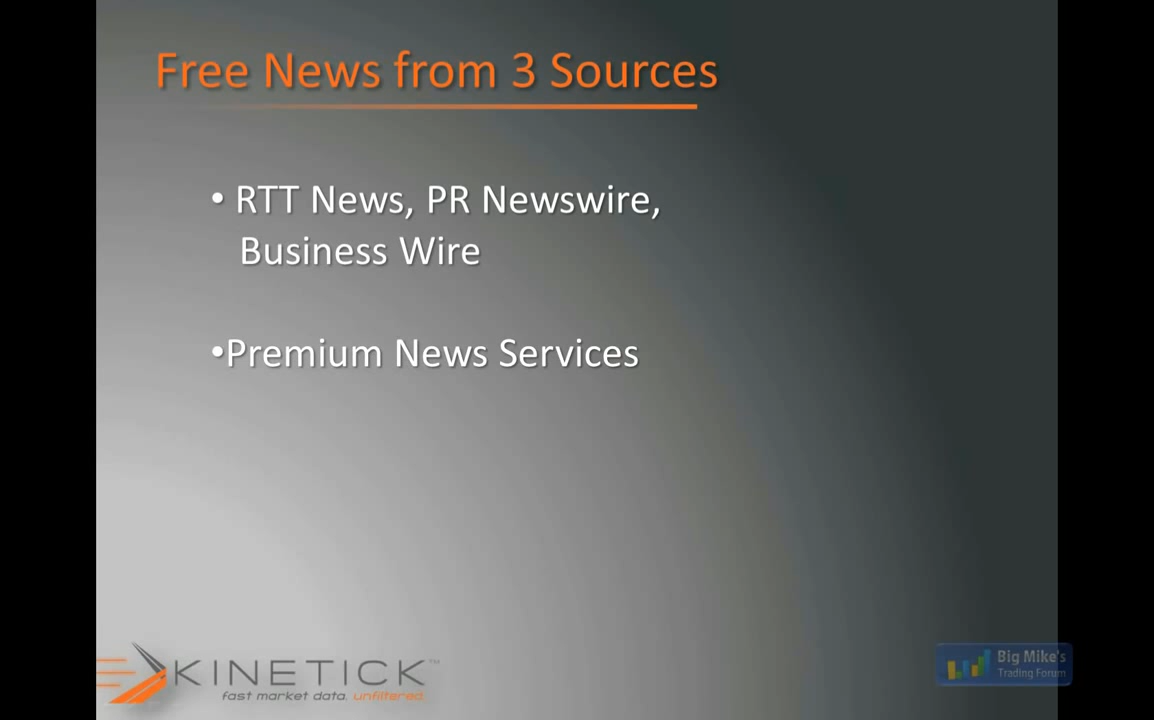 Free News from 3 Sources
• RTT News, PR Newswire,
Business Wire
•Premium News Services
KINETICK™
fast market data. unfiltered.
Big Mike's
Trading Forum